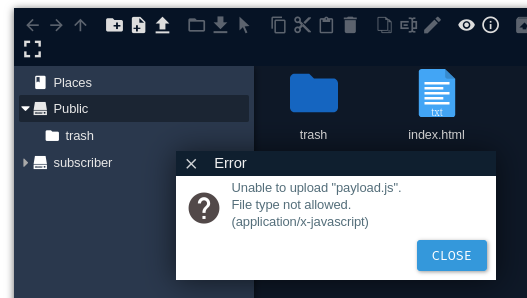 Places
Public
trash
subscriber
txt
trash
index.html
Error
Unable to upload "payload.js".
File type not allowed.
(application/x-javascript)
CLOSE